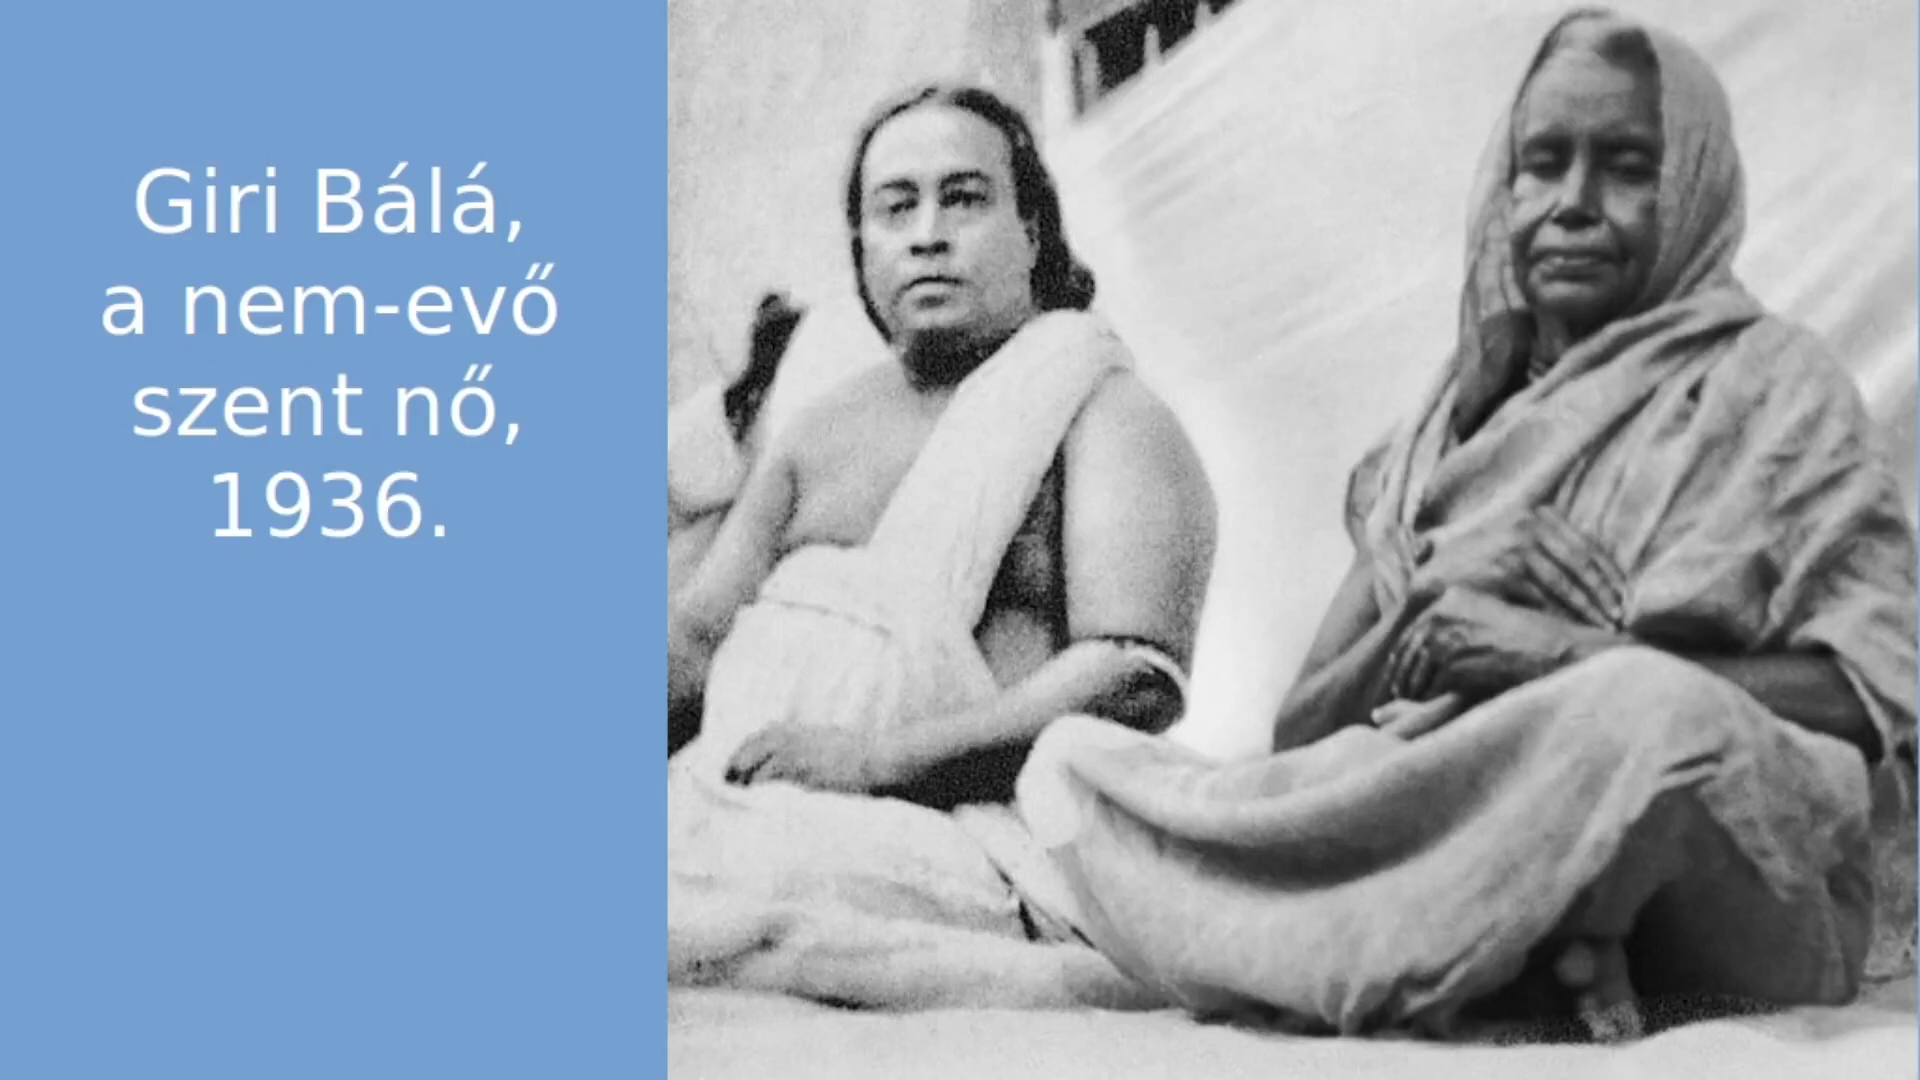 Giri Bálá,
a nem-evő
szent nő,
1936.